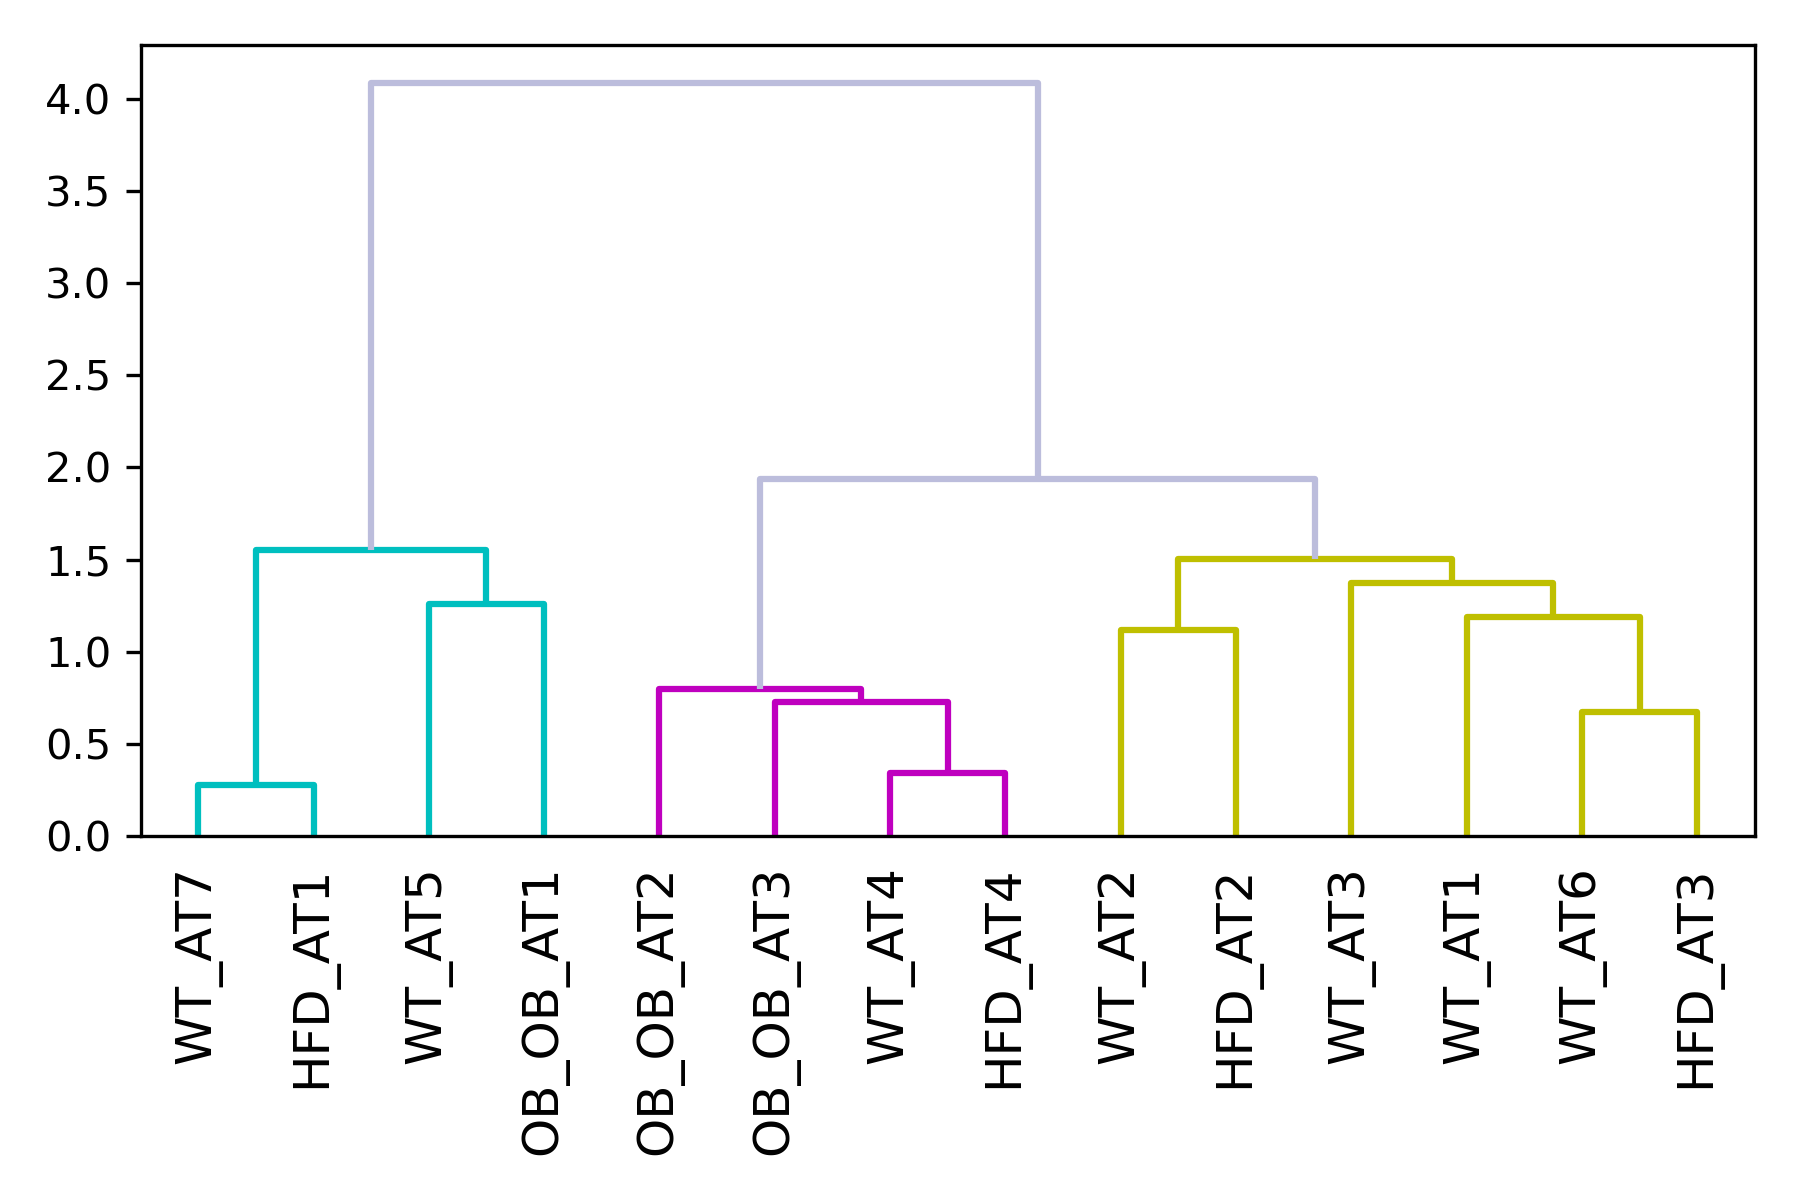 4.0
3.5
3.0
2.5
2.0
1.5
1.0
0.5
0.0
WT_AT7
HFD_AT1
WT_AT5
OB_OB_AT1
OB_OB_AT2
OB_OB_AT3
WT_AT4
HFD_AT4
WT_AT2
HFD_AT2
WT_AT3
WT_AT1
WT_AT6
HFD_AT3